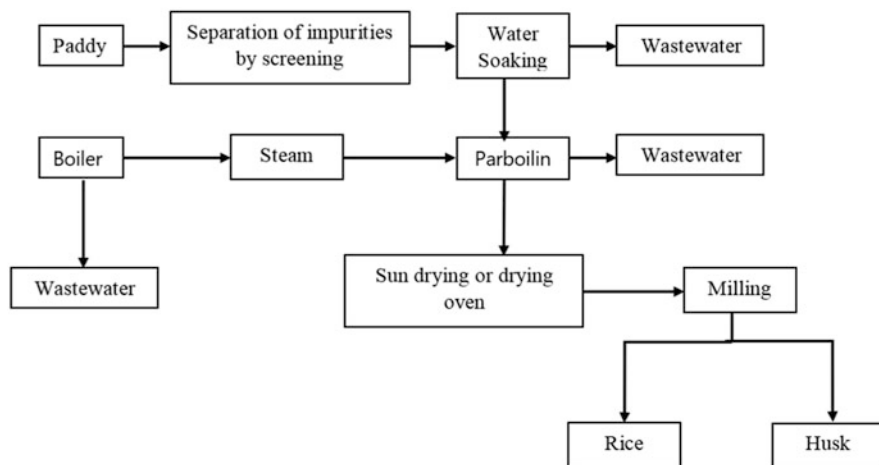 Paddy
Separation of impurities
by screening
Water
Soaking
Wastewater
Boiler
Steam
Parboilin
Wastewater
Wastewater
Sun drying or drying
oven
Milling
Rice
Husk